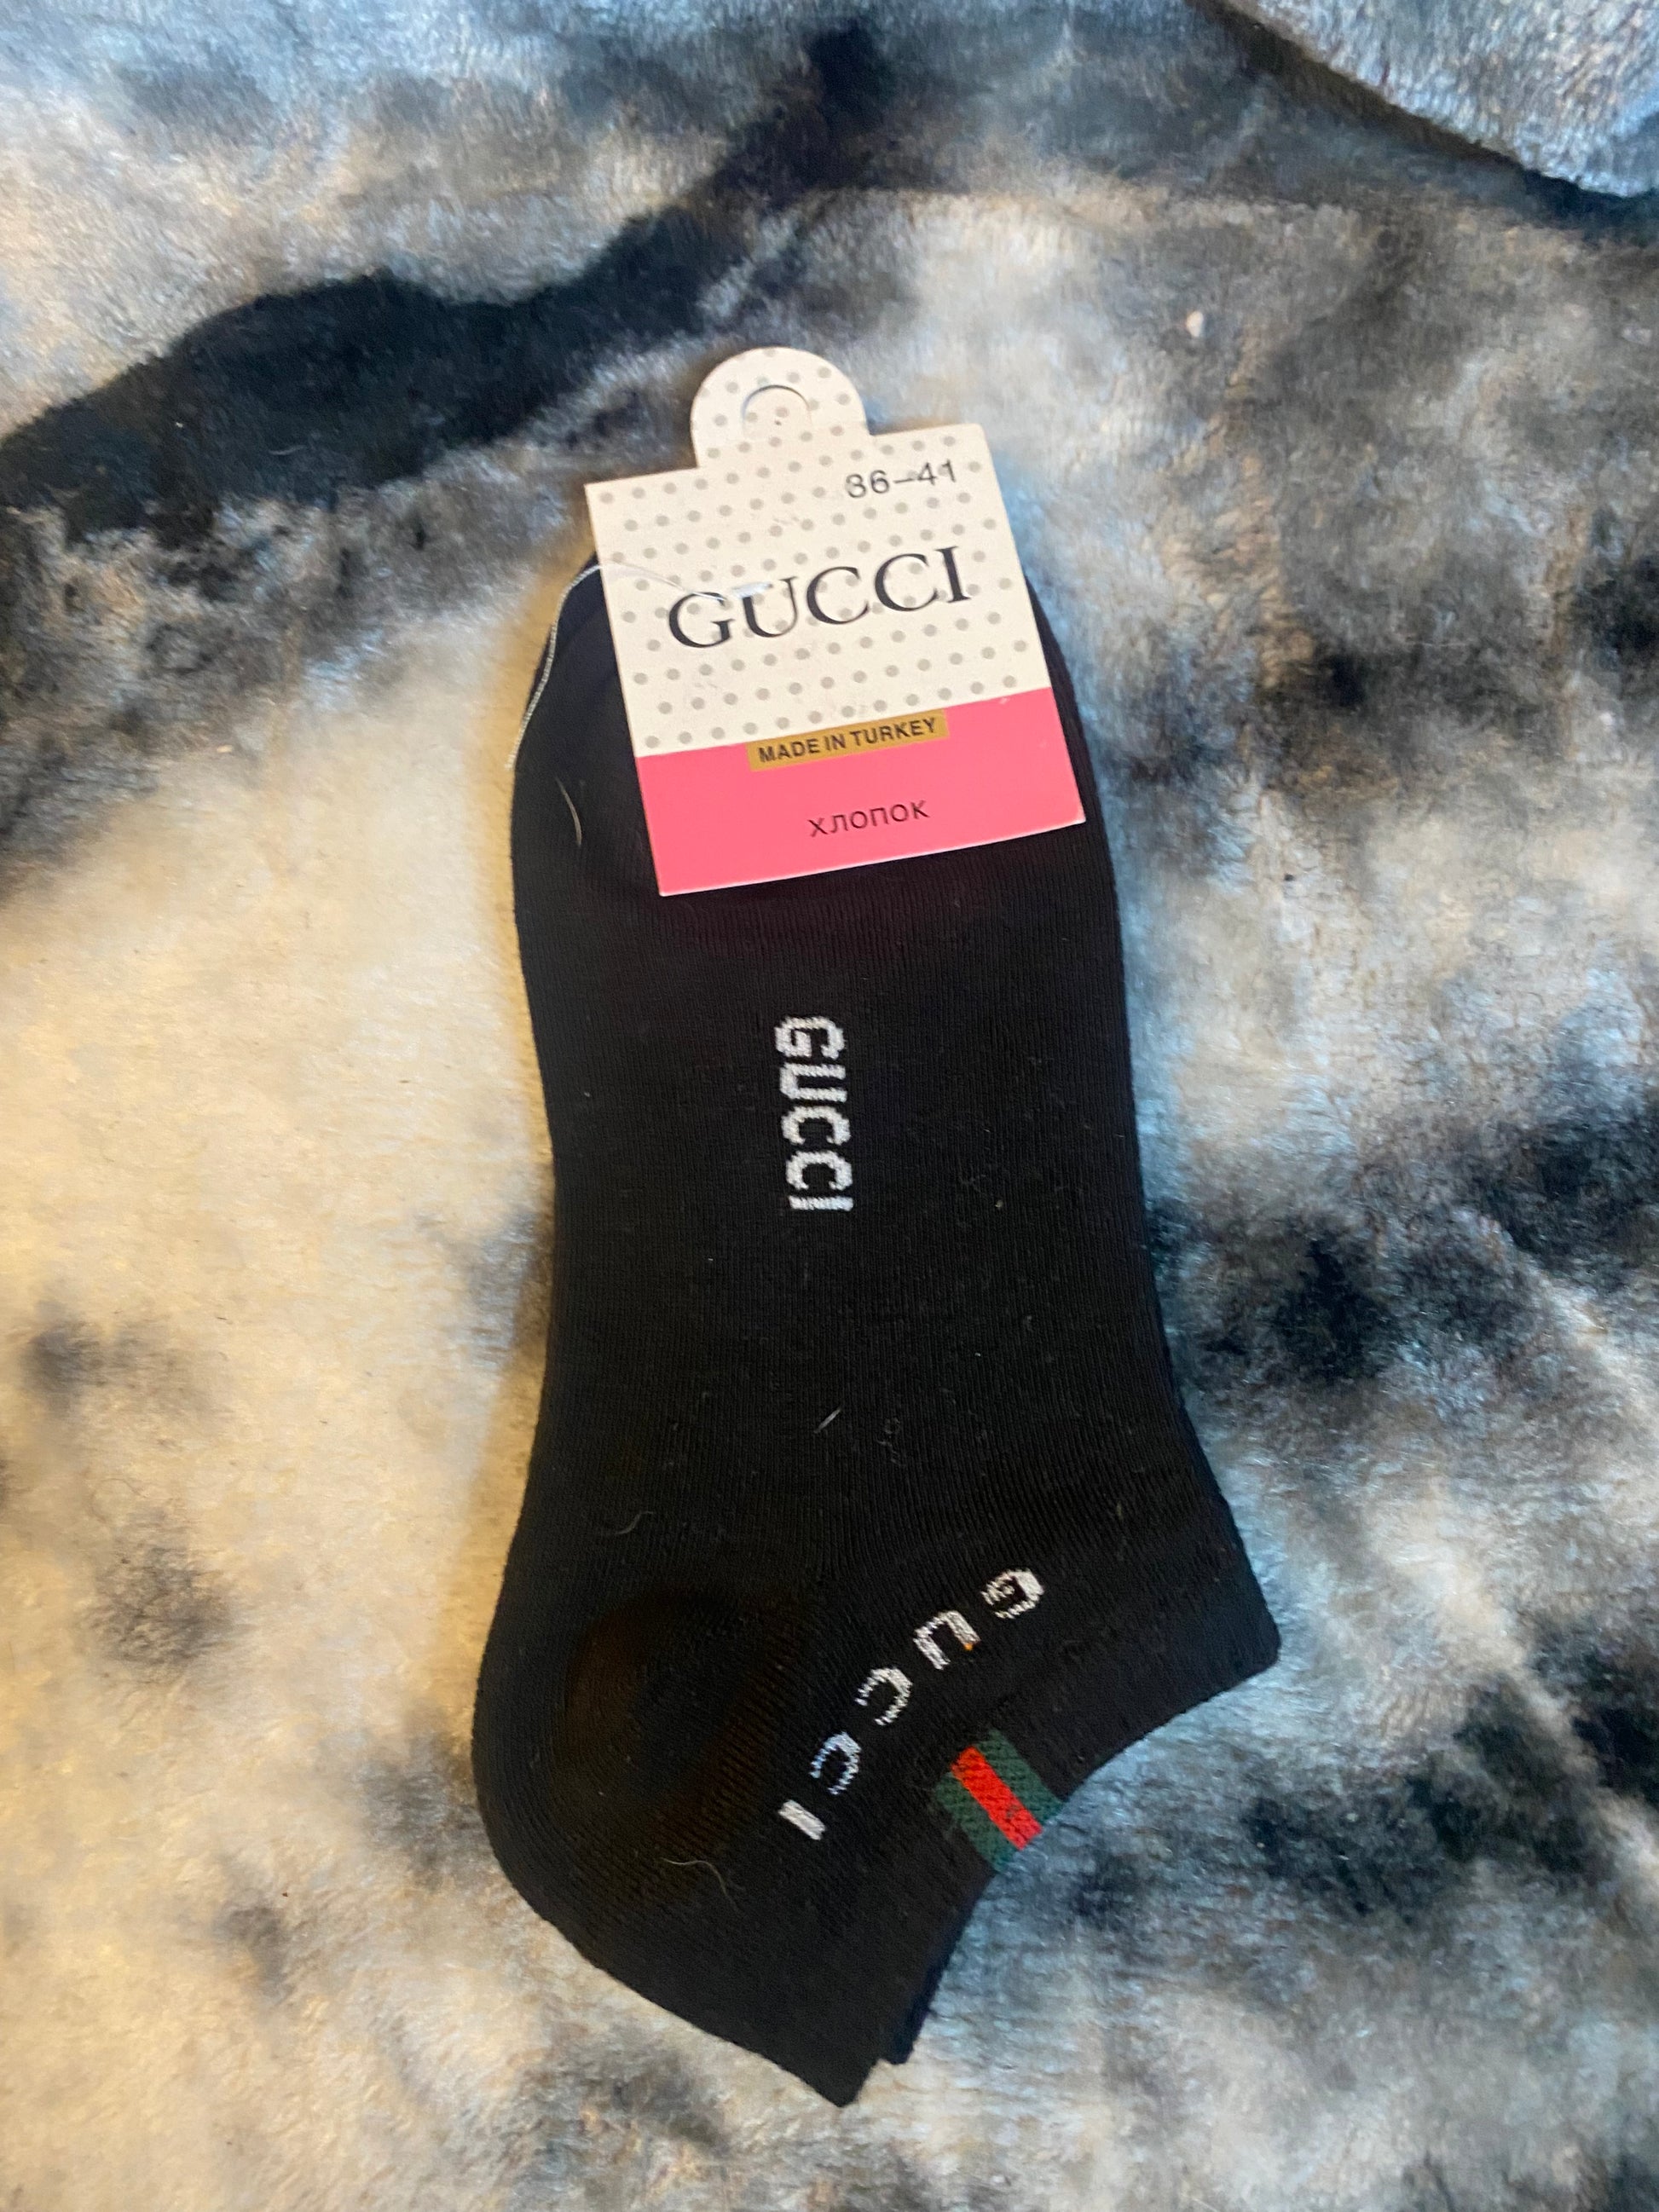 36-41
GUCCI
MADE IN TURKEY
хлопок
GUCCI
GUCCI